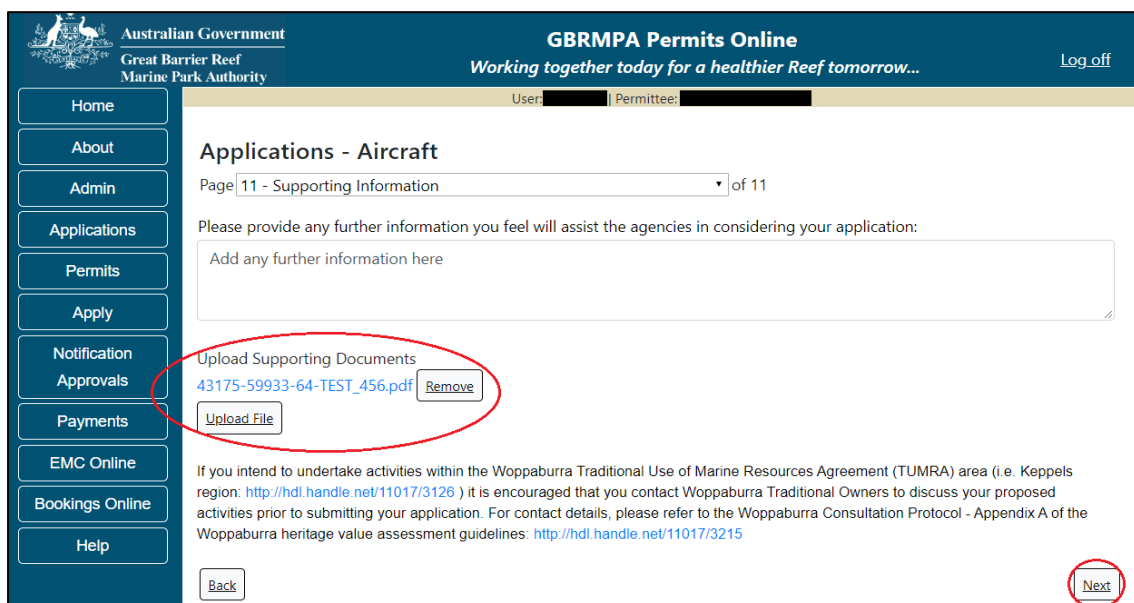 Australian Government
Great Barrier Reef
Marine Park Authority
GBRMPA Permits Online
Working together today for a healthier Reef tomorrow...
Log off
User: | Permittee:
Home
About
Admin
Applications
Permits
Apply
Notification
Approvals
Payments
EMC Online
Bookings Online
Help
Applications - Aircraft
Page 11 - Supporting Information of 11
Please provide any further information you feel will assist the agencies in considering your application:
Add any further information here
Upload Supporting Documents
43175-59933-64-TEST_456.pdf Remove
Upload File
If you intend to undertake activities within the Woppaburra Traditional Use of Marine Resources Agreement (TUMRA) area (i.e. Keppels
region: http://hdl.handle.net/11017/3126 ) it is encouraged that you contact Woppaburra Traditional Owners to discuss your proposed
activities prior to submitting your application. For contact details, please refer to the Woppaburra Consultation Protocol - Appendix A of the
Woppaburra heritage value assessment guidelines: http://hdl.handle.net/11017/3215
Back
Next